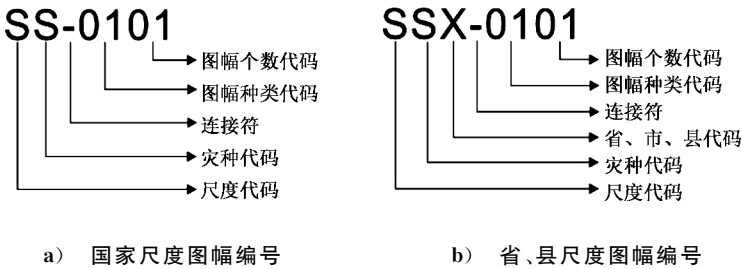 SS-0101
图幅个数代码
图幅种类代码
连接符
灾种代码
尺度代码
a） 国家尺度图幅编号
SSX-0101
图幅个数代码
图幅种类代码
连接符
省、市、县代码
灾种代码
尺度代码
b） 省、县尺度图幅编号